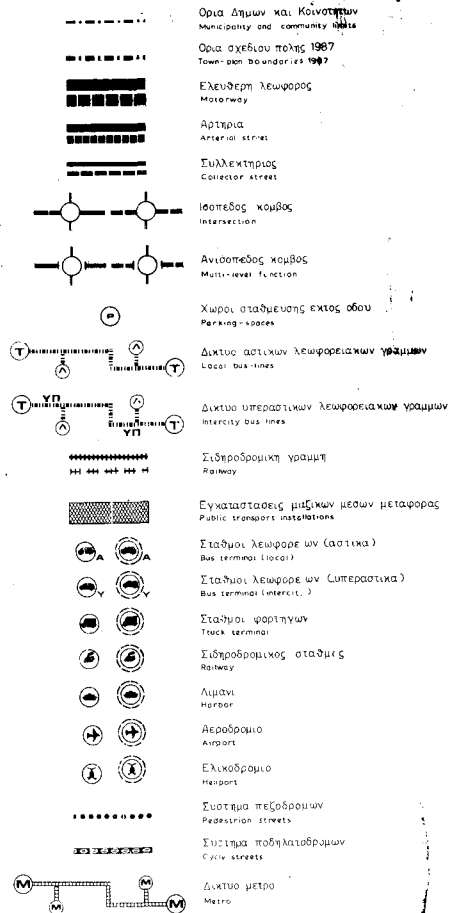 Ορια Δημων και Κοινοτητων
Municipality and community limits
Ορια σχεδιου πολης 1987
Town-plan boundaries 1987
Ελευθερη λεωφορος
Motorway
Αρτηρια
Arterial street
Συλλεκτηριος
Collector street
Ισοπεδος κομβος
Intersection
Ανισοπεδος κομβος
Multi-level function
P
Χωροι σταθμευσης εκτος οδου
Parking-spaces
T Λ Λ T
Δικτυο αστικων λεωφορειακων γραμμων
Local bus-lines
T ΥΠ Λ Λ ΥΠ T
Δικτυο υπεραστικων λεωφορειακων γραμμων
Intercity bus lines
Σιδηροδρομικη γραμμη
Railway
Εγκαταστασεις μαζικων μεσων μεταφορας
Public transport installations
A A
Σταθμοι λεωφορε ων (αστικα)
Bus terminal (local)
Υ Υ
Σταθμοι λεωφορε ων (υπεραστικα)
Bus terminal (intercit. )
Σταθμοι φορτηγων
Truck terminal
Σιδηροδρομικος σταθμος
Railway
Λιμανι
Harbor
Αεροδρομιο
Airport
Ελικοδρομιο
Heliport
Συστημα πεζοδρομων
Pedestrian streets
Συστημα ποδηλατοδρομων
Cycle streets
M M M M
Δικτυο μετρο
Metro